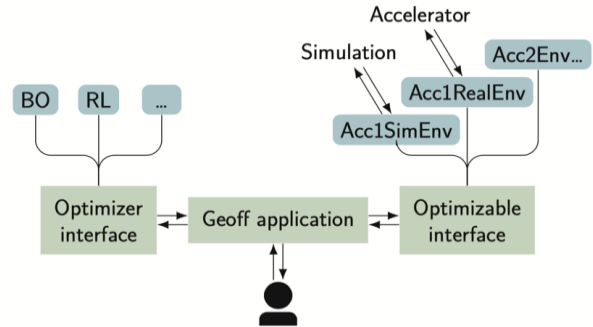 Accelerator
Simulation
Acc2Env...
BO
RL
...
Acc1RealEnv
Acc1SimEnv
Optimizer
interface
Geoff application
Optimizable
interface